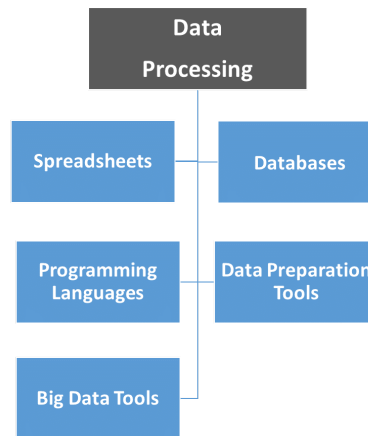 Data
Processing
Spreadsheets
Databases
Programming
Languages
Data Preparation
Tools
Big Data Tools